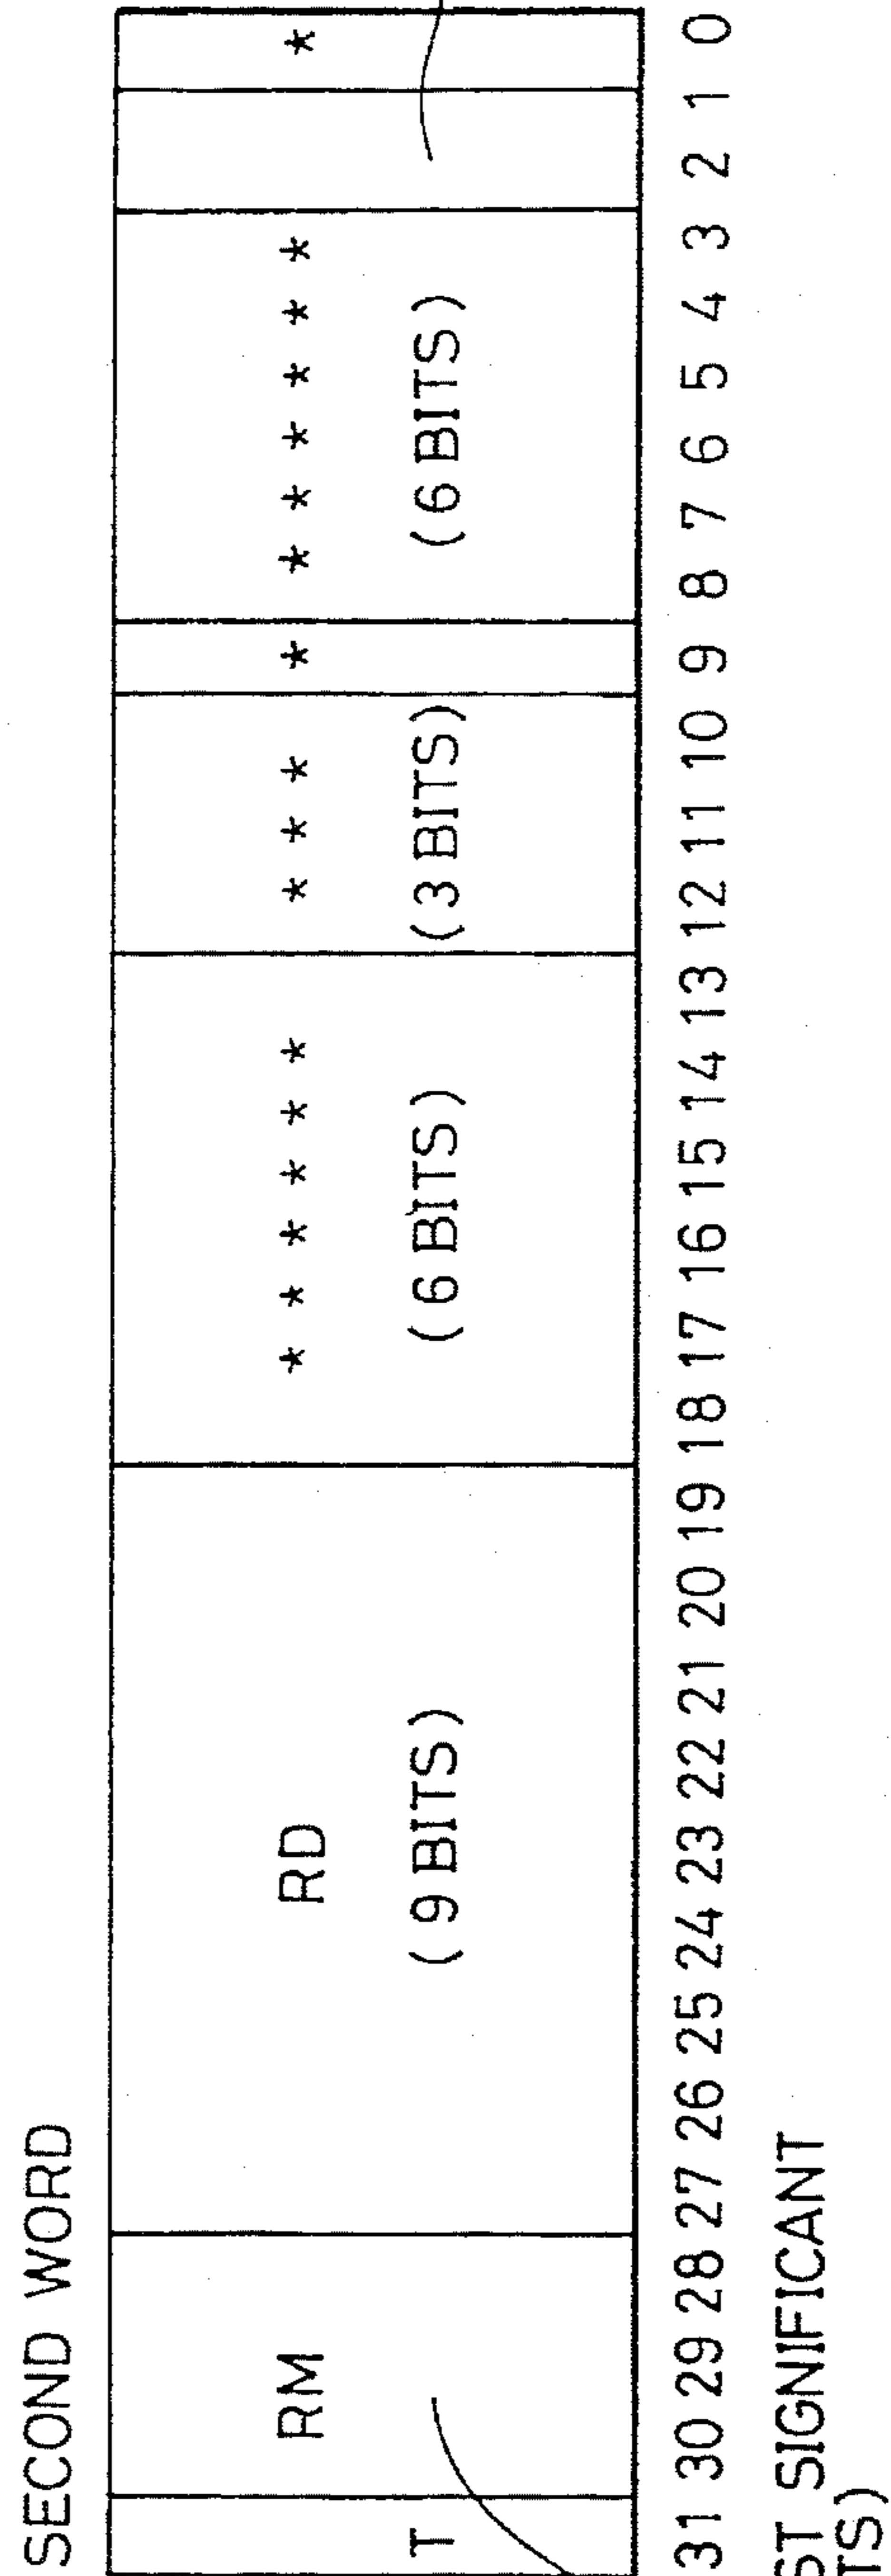 SECOND WORD
RM RD * * * * * * * * * * * * * * * * *
T (9 BITS) (6 BITS) (3 BITS) (6 BITS)
31 30 29 28 27 26 25 24 23 22 21 20 19 18 17 16 15 14 13 12 11 10 9 8 7 6 5 4 3 2 1 0
ST SIGNIFICANT
TS)